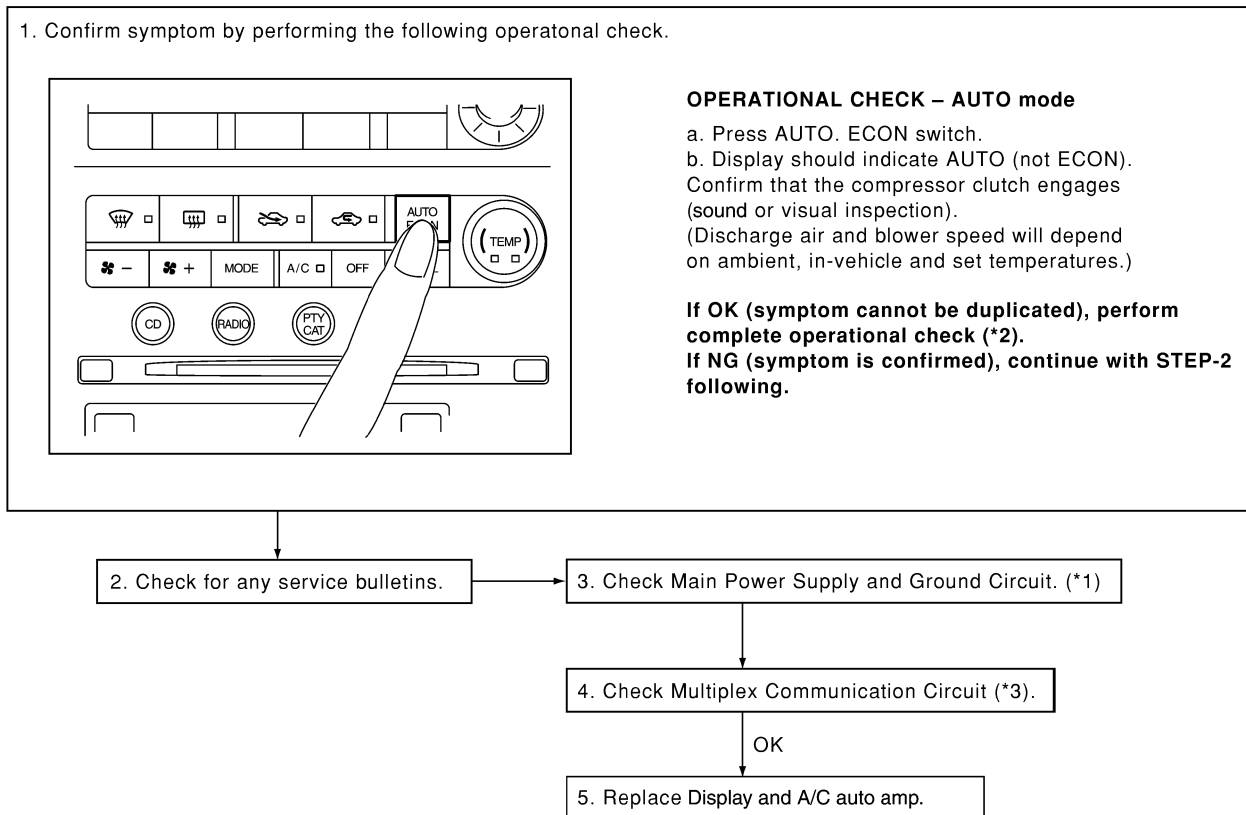 1. Confirm symptom by performing the following operatonal check.
OPERATIONAL CHECK – AUTO mode
a. Press AUTO. ECON switch.
b. Display should indicate AUTO (not ECON).
Confirm that the compressor clutch engages
(sound or visual inspection).
(Discharge air and blower speed will depend
on ambient, in-vehicle and set temperatures.)
If OK (symptom cannot be duplicated), perform
complete operational check (*2).
If NG (symptom is confirmed), continue with STEP-2
following.
AUTO
TEMP
– + MODE A/C OFF
CD RADIO PTY
CAT
2. Check for any service bulletins.
3. Check Main Power Supply and Ground Circuit. (*1)
4. Check Multiplex Communication Circuit (*3).
OK
5. Replace Display and A/C auto amp.